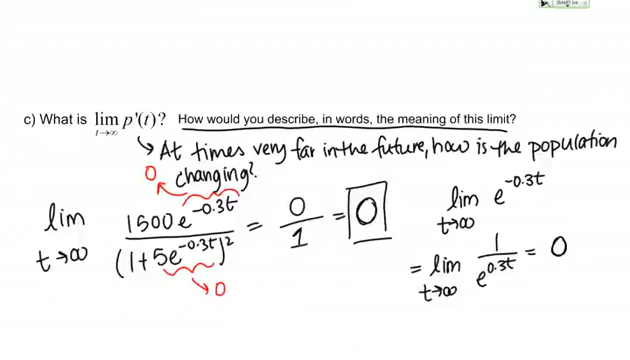 SMART Ink
c) What is lim t→∞ p'(t)? How would you describe, in words, the meaning of this limit?
↳ At times very far in the future, how is the population
changing?
0
lim t→∞ 1500e^-0.3t / (1+5e^-0.3t)^2 = 0/1 = 0
0
lim t→∞ e^-0.3t
= lim t→∞ 1/e^0.3t = 0